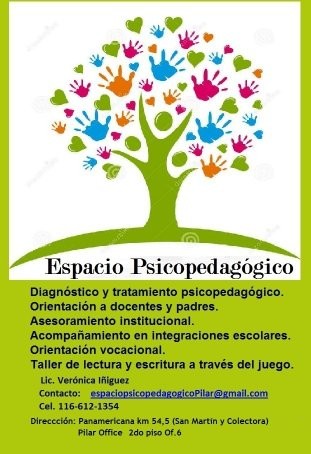 Espacio Psicopedagógico
Diagnóstico y tratamiento psicopedagógico.
Orientación a docentes y padres.
Asesoramiento institucional.
Acompañamiento en integraciones escolares.
Orientación vocacional.
Taller de lectura y escritura a través del juego.
Lic. Verónica Iñiguez
Contacto: espaciopsicopedagogicoPilar@gmail.com
Cel. 116-612-1354
Direccción: Panamericana km 54,5 (San Martín y Colectora)
Pilar Office 2do piso Of.6